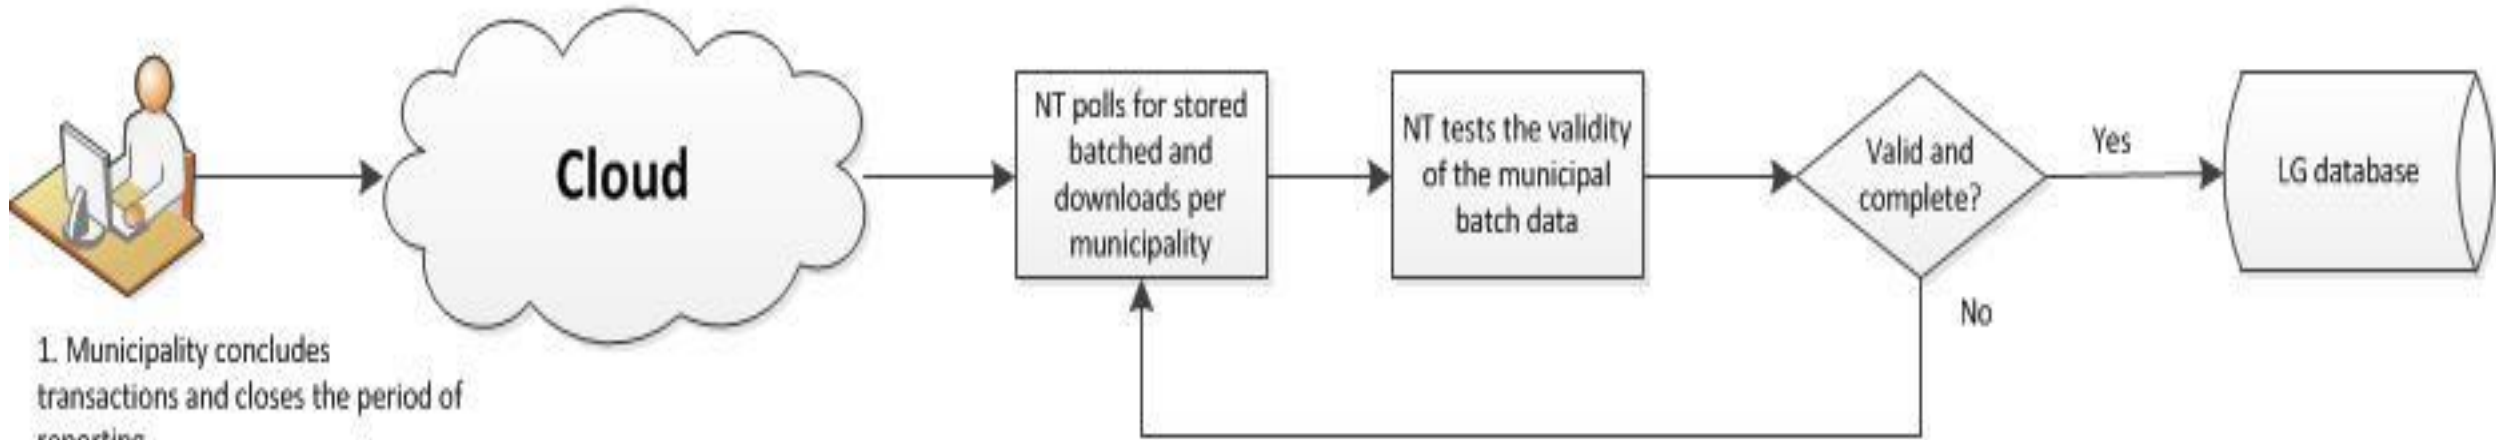 Cloud
NT polls for stored
batched and
downloads per
municipality
NT tests the validity
of the municipal
batch data
Valid and
complete?
Yes
No
LG database
1. Municipality concludes
transactions and closes the period of
reporting